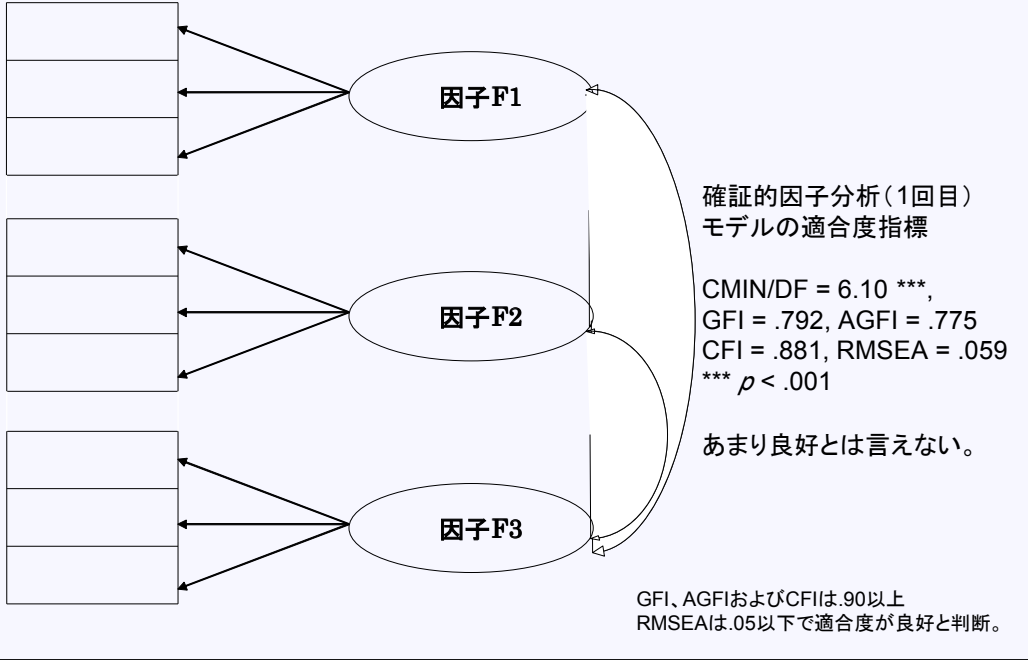 因子F1
確証的因子分析(1回目)
モデルの適合度指標
CMIN/DF = 6.10 ***,
因子F2
GFI = .792, AGFI = .775
CFI = .881, RMSEA = .059
*** p < .001
あまり良好とは言えない。
因子F3
GFI、AGFIおよびCFIは.90以上
RMSEAは.05以下で適合度が良好と判断。